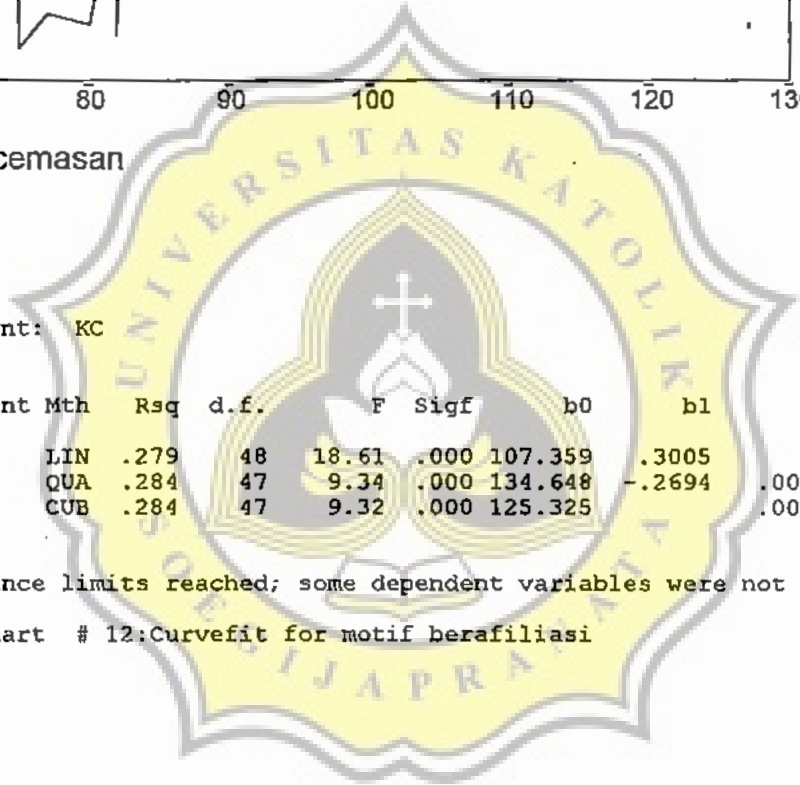 80 90 100 110 120 13
cemasan
UNIVERSITAS KATOLIK
nt: KC
nt Mth Rsq d.f. F Sigf b0 b1
LIN .279 48 18.61 .000 107.359 .3005
QUA .284 47 9.34 .000 134.648 -.2694 .00
CUB .284 47 9.32 .000 125.325 .00
nce limits reached; some dependent variables were not
art # 12:Curvefit for motif berafiliasi
SOEGIJAPRANATA